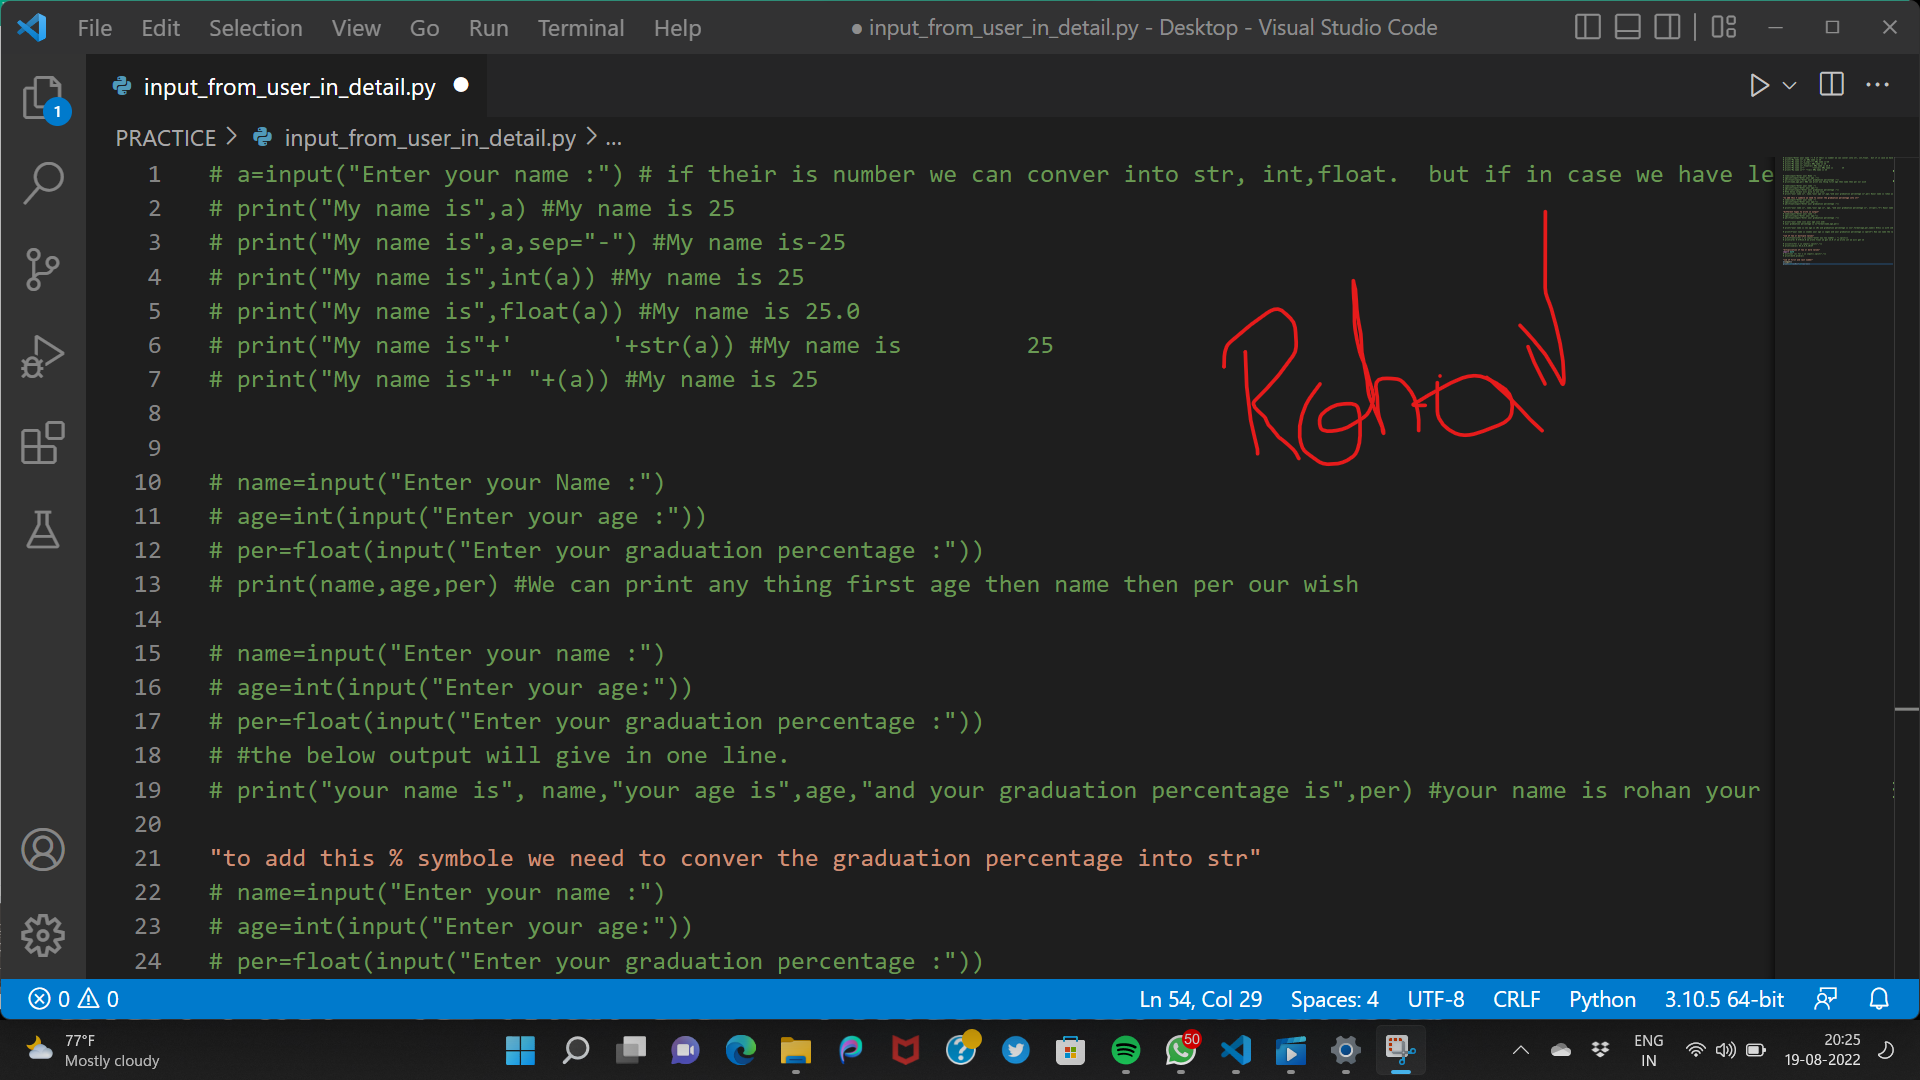 File Edit Selection View Go Run Terminal Help ● input_from_user_in_detail.py - Desktop - Visual Studio Code
input_from_user_in_detail.py
1
PRACTICE > input_from_user_in_detail.py > ...
1 # a=input("Enter your name :") # if their is number we can conver into str, int,float.  but if in case we have le
2 # print("My name is",a) #My name is 25
3 # print("My name is",a,sep="-") #My name is-25
4 # print("My name is",int(a)) #My name is 25
5 # print("My name is",float(a)) #My name is 25.0
6 # print("My name is"+'       '+str(a)) #My name is         25
7 # print("My name is"+" "+(a)) #My name is 25
8
9
10 # name=input("Enter your Name :")
11 # age=int(input("Enter your age :"))
12 # per=float(input("Enter your graduation percentage :"))
13 # print(name,age,per) #We can print any thing first age then name then per our wish
14
15 # name=input("Enter your name :")
16 # age=int(input("Enter your age:"))
17 # per=float(input("Enter your graduation percentage :"))
18 # #the below output will give in one line.
19 # print("your name is", name,"your age is",age,"and your graduation percentage is",per) #your name is rohan your
20
21 "to add this % symbole we need to conver the graduation percentage into str"
22 # name=input("Enter your name :")
23 # age=int(input("Enter your age:"))
24 # per=float(input("Enter your graduation percentage :"))
0 0 Ln 54, Col 29 Spaces: 4 UTF-8 CRLF Python 3.10.5 64-bit
77°F
Mostly cloudy
50
ENG
IN
20:25
19-08-2022